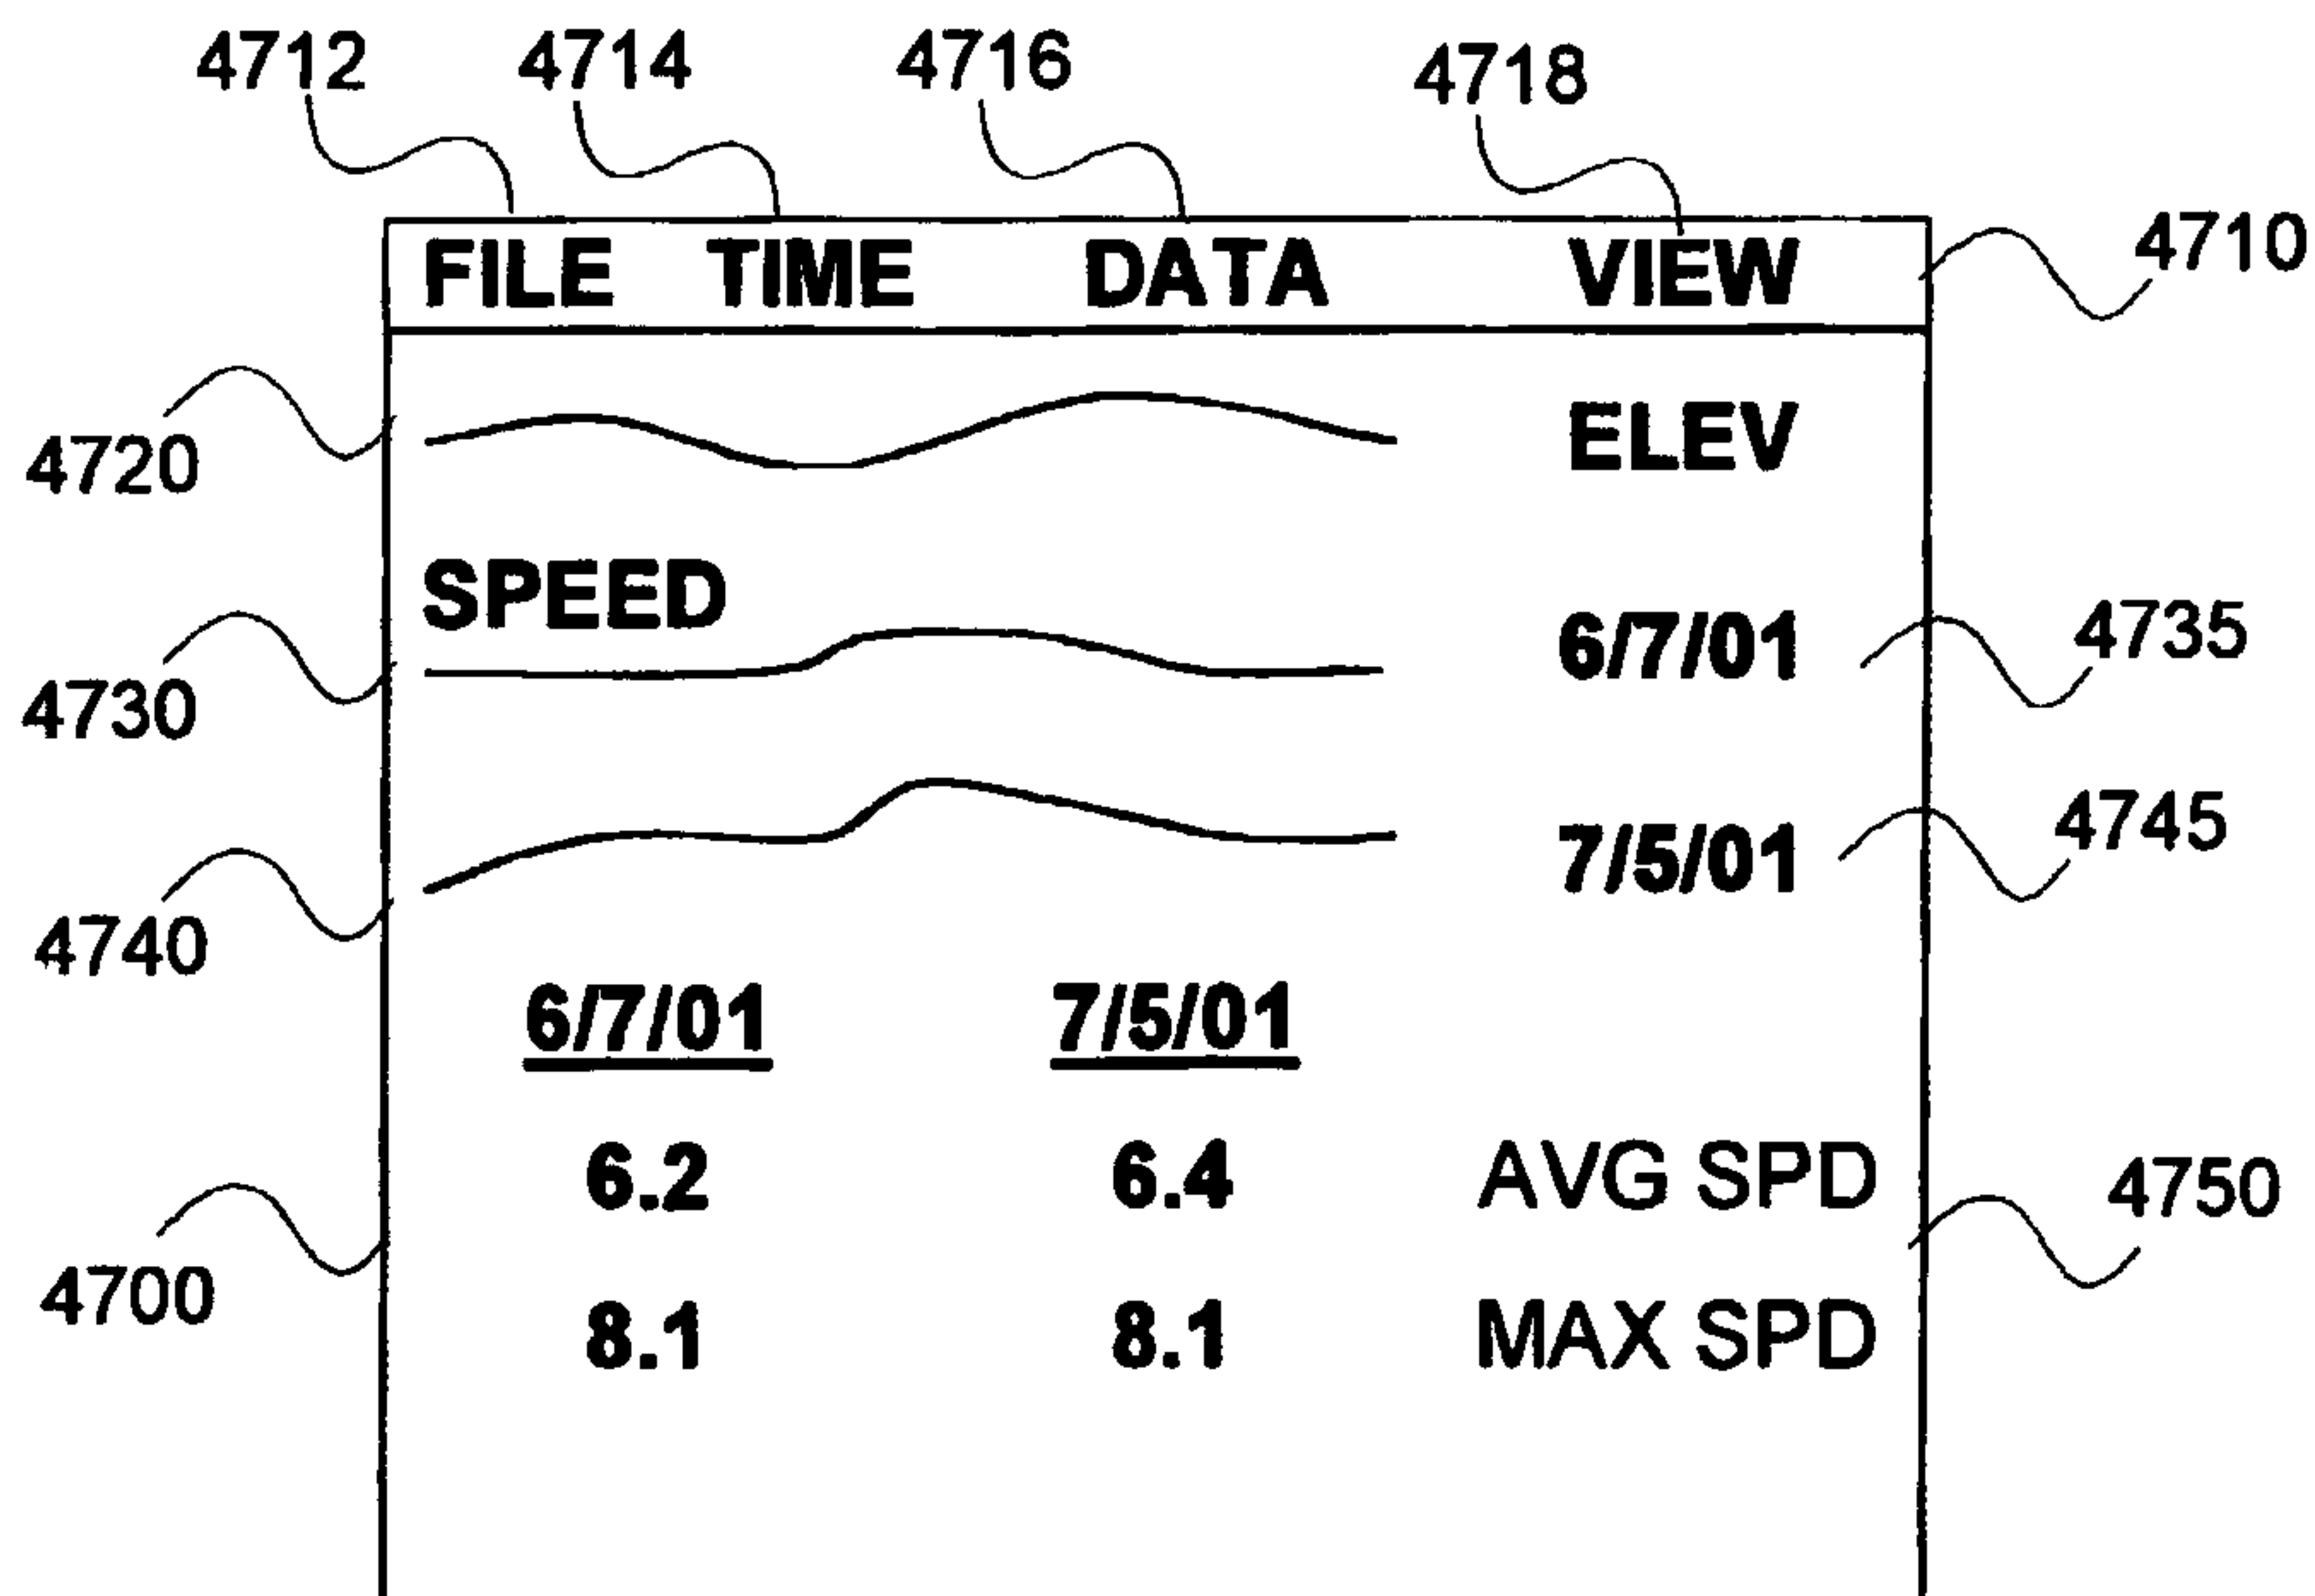 4712 4714 4716 4718
FILE TIME DATA VIEW 4710
4720 ELEV
SPEED
4730 6/7/01 4735
4740 7/5/01 4745
6/7/01 7/5/01
6.2 6.4 AVG SPD 4750
4700
8.1 8.1 MAX SPD